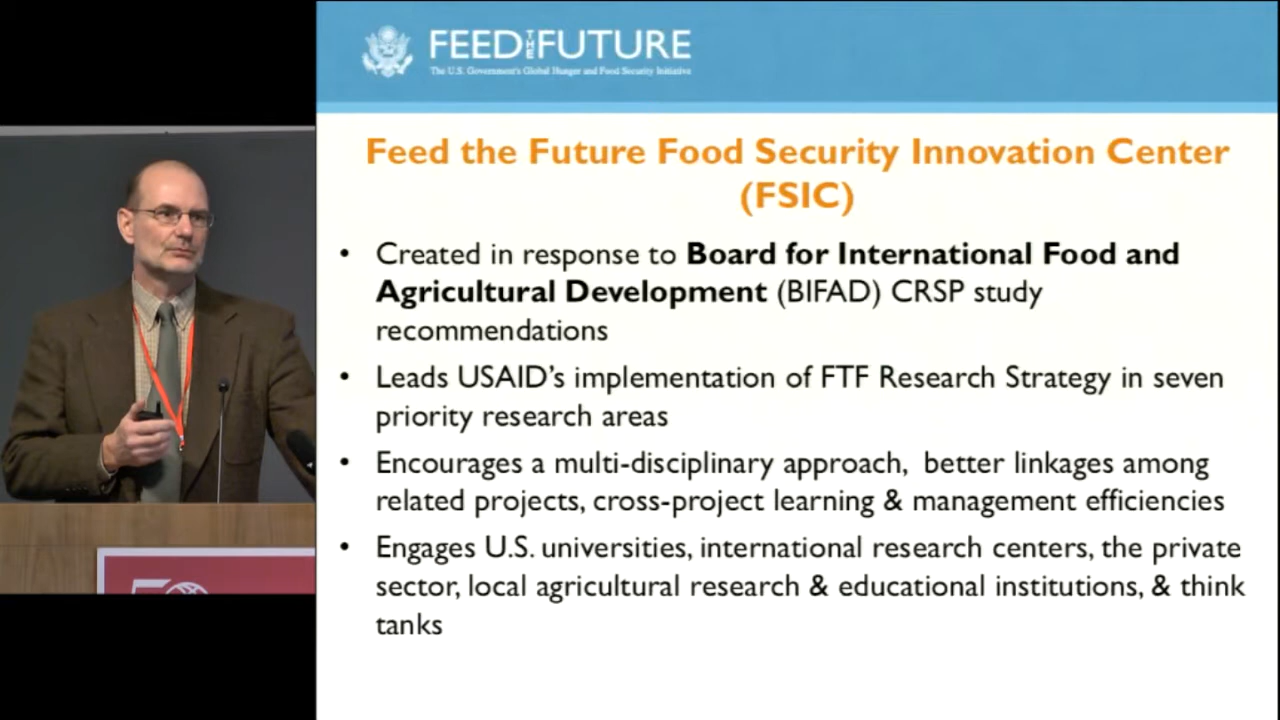 FEED THE FUTURE
The U.S. Government's Global Hunger and Food Security Initiative
Feed the Future Food Security Innovation Center
(FSIC)
• Created in response to Board for International Food and
Agricultural Development (BIFAD) CRSP study
recommendations
• Leads USAID's implementation of FTF Research Strategy in seven
priority research areas
• Encourages a multi-disciplinary approach,  better linkages among
related projects, cross-project learning & management efficiencies
• Engages U.S. universities, international research centers, the private
sector, local agricultural research & educational institutions, & think
tanks